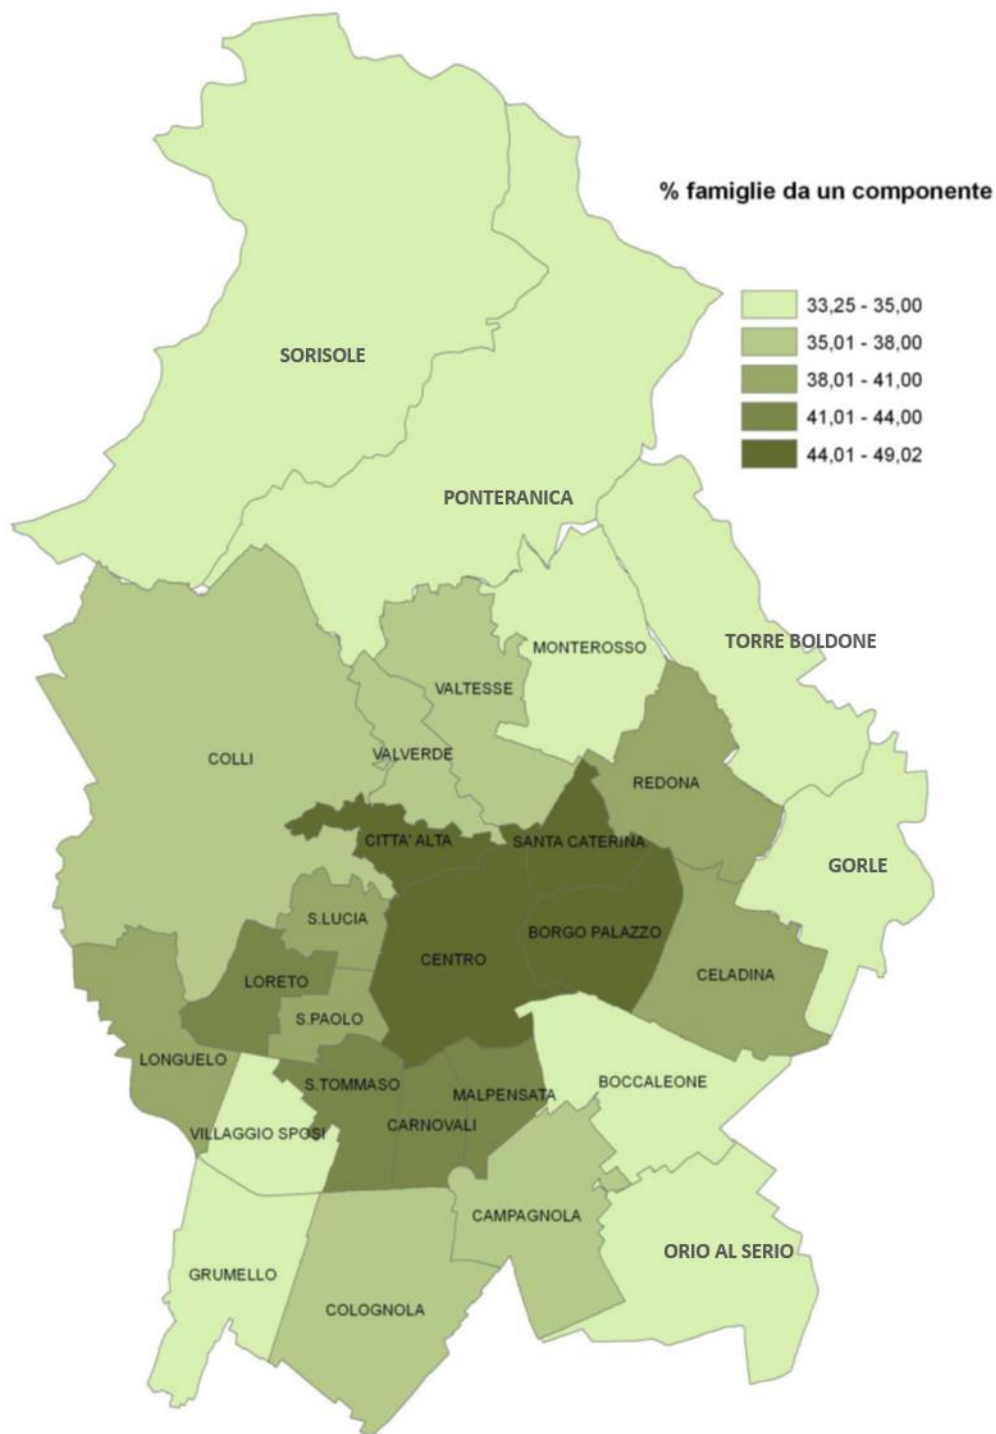 % famiglie da un componente
33,25 - 35,00
35,01 - 38,00
38,01 - 41,00
41,01 - 44,00
44,01 - 49,02
SORISOLE
PONTERANICA
TORRE BOLDONE
MONTEROSSO
VALTESSE
VALVERDE
COLLI
REDONA
CITTA' ALTA
SANTA CATERINA
GORLE
S.LUCIA
BORGO PALAZZO
CENTRO
CELADINA
LORETO
S.PAOLO
LONGUELO
S.TOMMASO
BOCCALEONE
MALPENSATA
CARNOVALI
VILLAGGIO SPOSI
CAMPAGNOLA
ORIO AL SERIO
GRUMELLO
COLOGNOLA